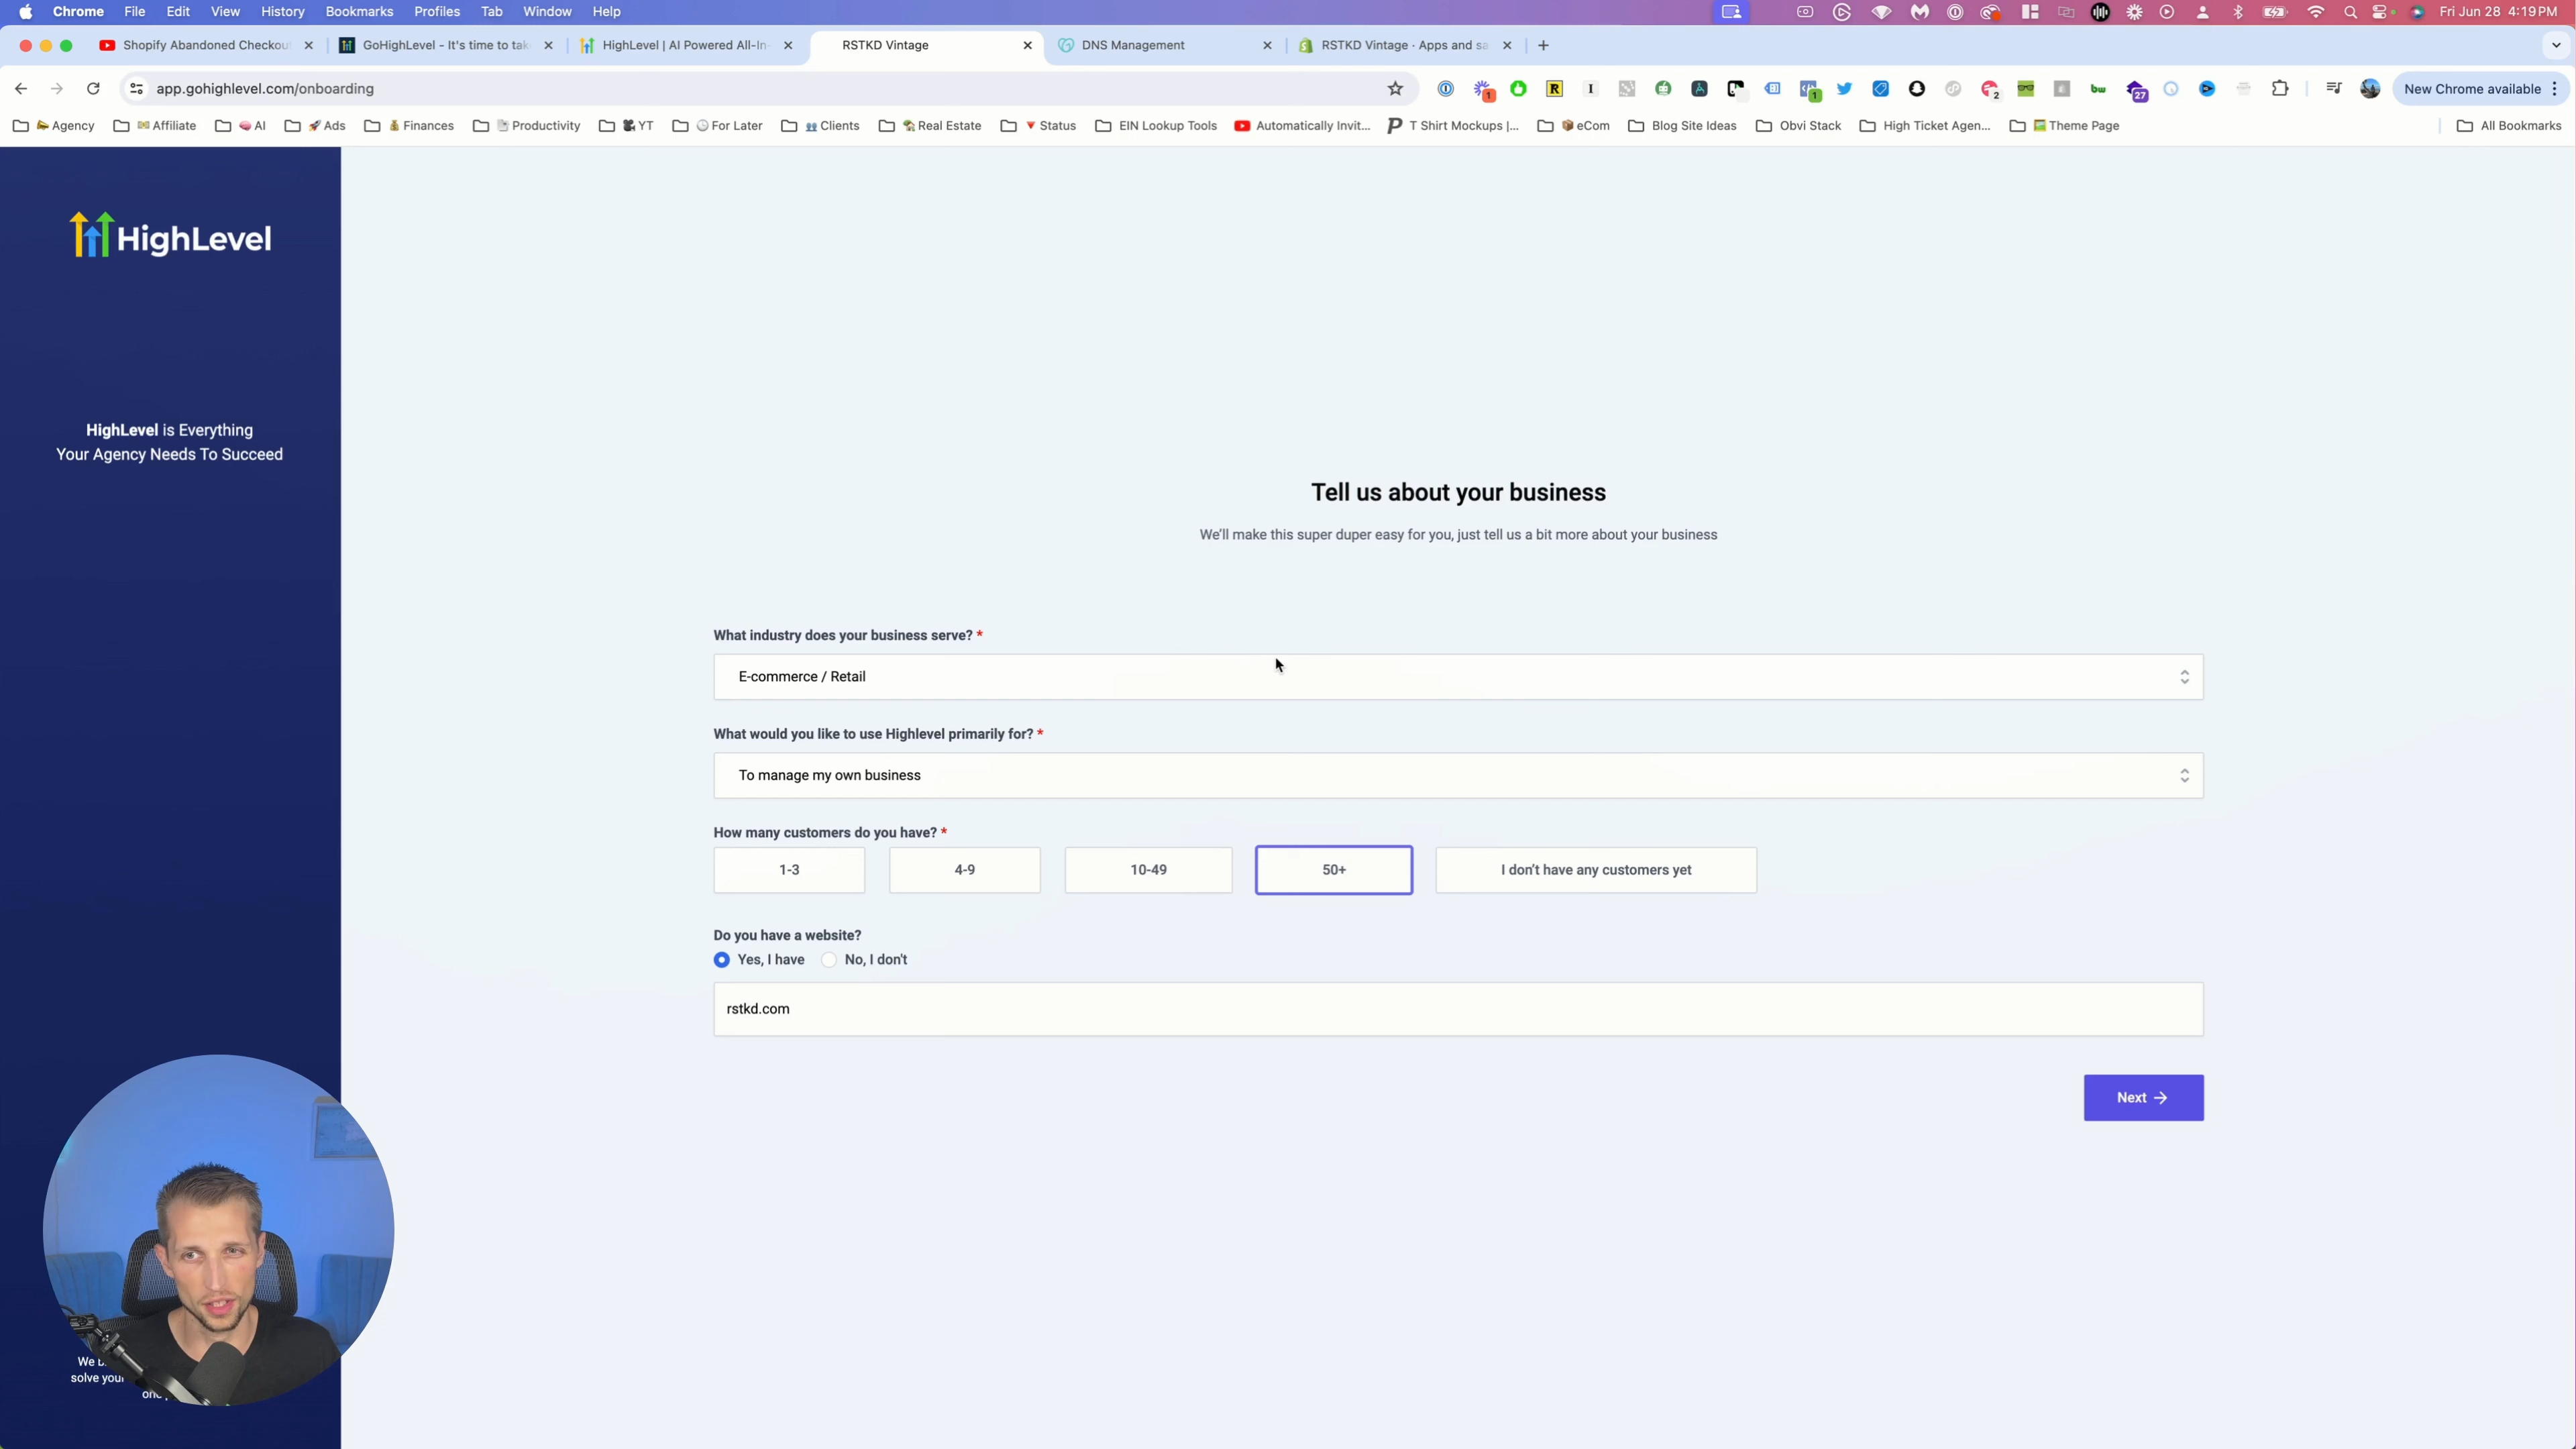 Chrome File Edit View History Bookmarks Profiles Tab Window Help Fri Jun 28 4:19 PM
Shopify Abandoned Checkou GoHighLevel - It's time to tak HighLevel | AI Powered All-In- RSTKD Vintage DNS Management RSTKD Vintage · Apps and sa
app.gohighlevel.com/onboarding New Chrome available
Agency Affiliate AI Ads Finances Productivity YT For Later Clients Real Estate Status EIN Lookup Tools Automatically Invit... T Shirt Mockups |... eCom Blog Site Ideas Obvi Stack High Ticket Agen... Theme Page All Bookmarks
HighLevel
HighLevel is Everything
Your Agency Needs To Succeed
Tell us about your business
We'll make this super duper easy for you, just tell us a bit more about your business
What industry does your business serve? *
E-commerce / Retail
What would you like to use Highlevel primarily for? *
To manage my own business
How many customers do you have? *
1-3 4-9 10-49 50+ I don't have any customers yet
Do you have a website?
Yes, I have No, I don't
rstkd.com
Next →
We
solve your